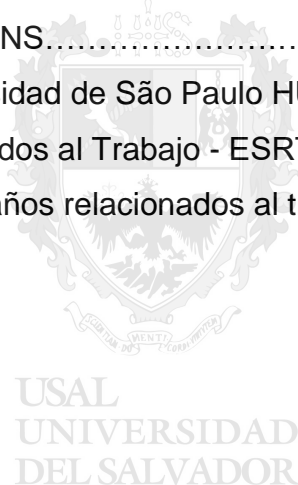 NS……………………
idad de São Paulo HU
dos al Trabajo - ESRT
años relacionados al t
USAL
UNIVERSIDAD
DEL SALVADOR